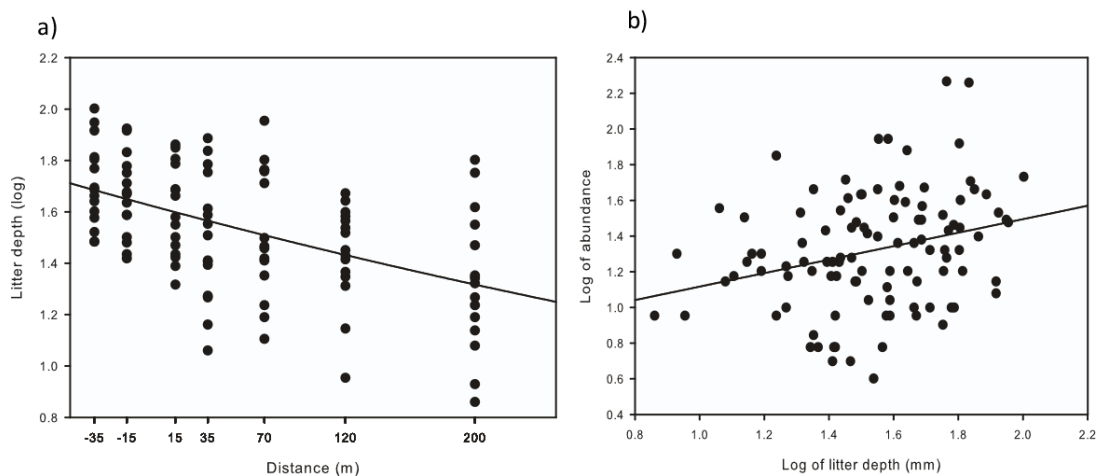 a)
Litter depth (log)
2.2
2.0
1.8
1.6
1.4
1.2
1.0
0.8
-35 -15 15 35 70 120 200
Distance (m)
b)
Log of abundance
2.4
2.2
2.0
1.8
1.6
1.4
1.2
1.0
0.8
0.6
0.4
0.8 1.0 1.2 1.4 1.6 1.8 2.0 2.2
Log of litter depth (mm)